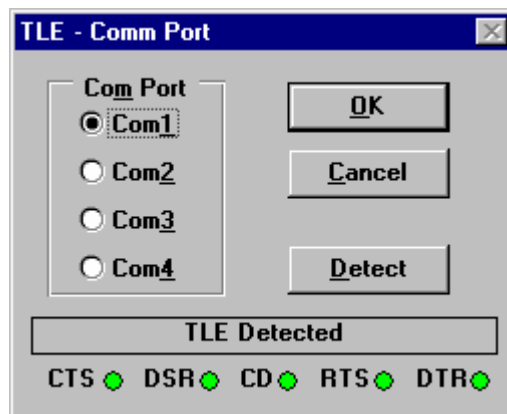 TLE - Comm Port
Com Port
Com1
Com2
Com3
Com4
OK
Cancel
Detect
TLE Detected
CTS DSR CD RTS DTR